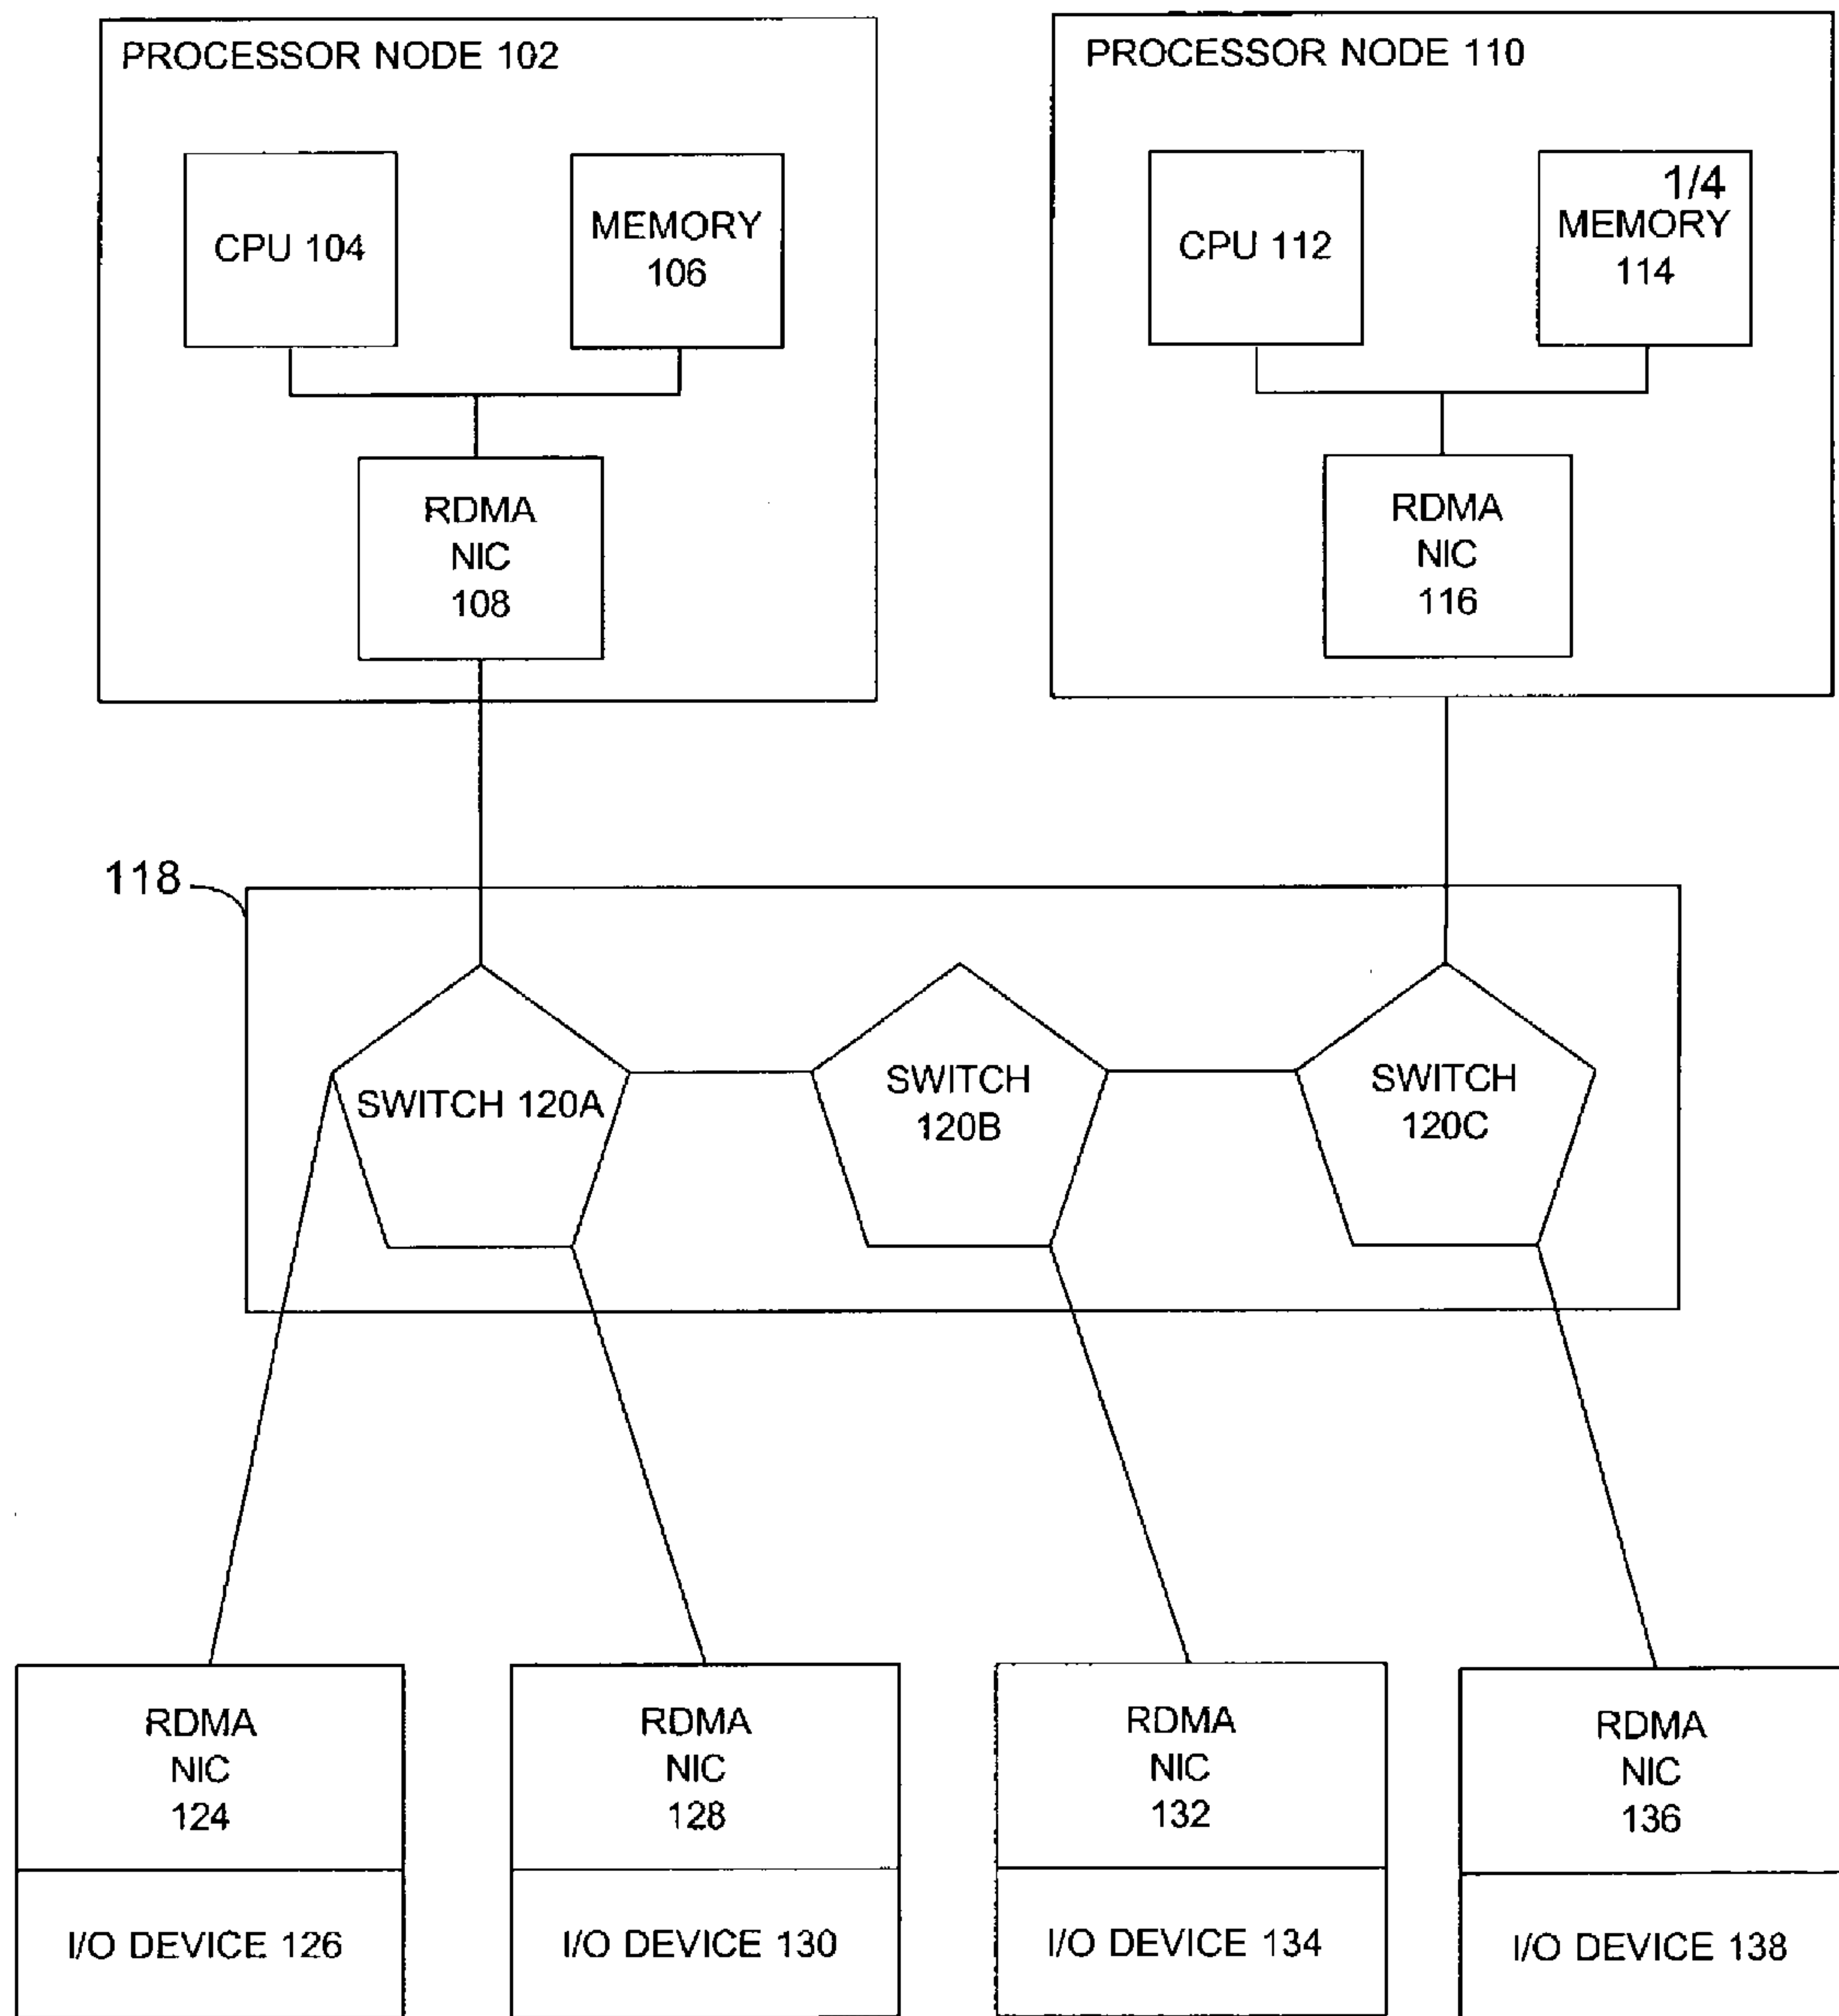 PROCESSOR NODE 102
CPU 104
MEMORY
106
RDMA
NIC
108
PROCESSOR NODE 110
CPU 112
1/4
MEMORY
114
RDMA
NIC
116
118
SWITCH 120A
SWITCH
120B
SWITCH
120C
RDMA
NIC
124
I/O DEVICE 126
RDMA
NIC
128
I/O DEVICE 130
RDMA
NIC
132
I/O DEVICE 134
RDMA
NIC
136
I/O DEVICE 138